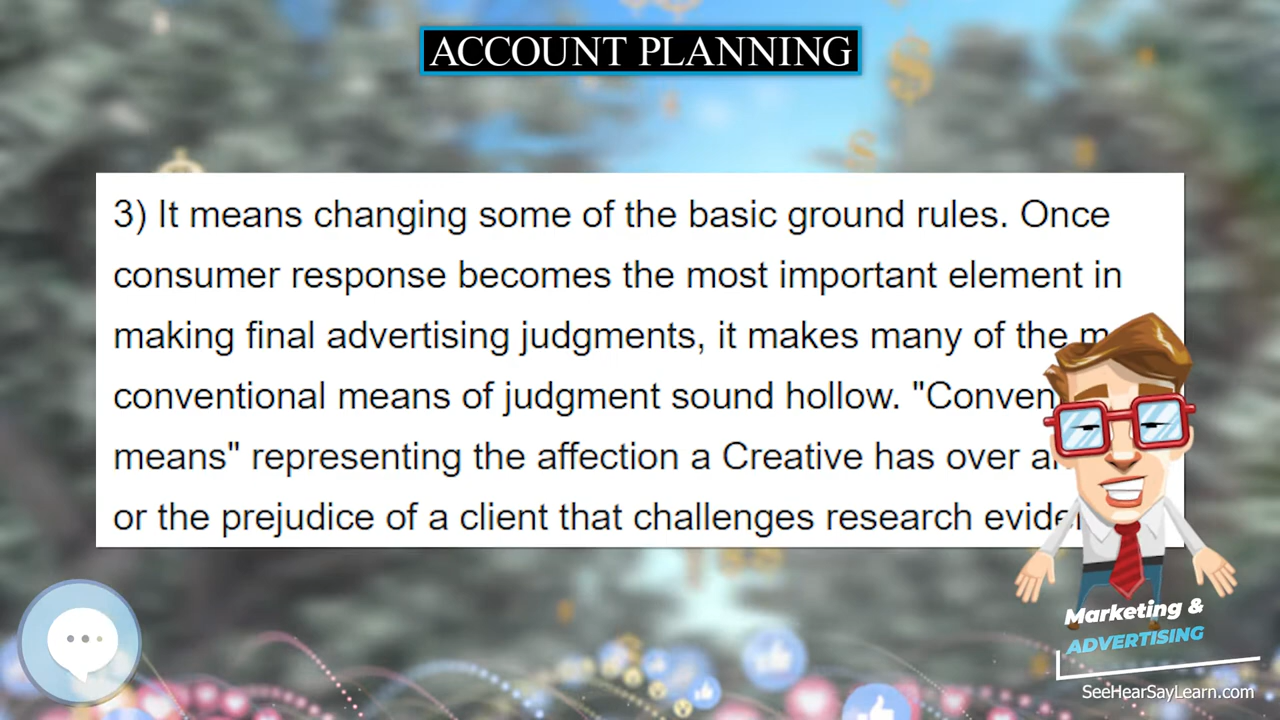 ACCOUNT PLANNING
3) It means changing some of the basic ground rules. Once
consumer response becomes the most important element in
making final advertising judgments, it makes many of the
conventional means of judgment sound hollow.
means" representing the affection a Creative has over
or the prejudice of a client that challenges research
Marketing &
ADVERTISING
SeeHearSayLearn.com